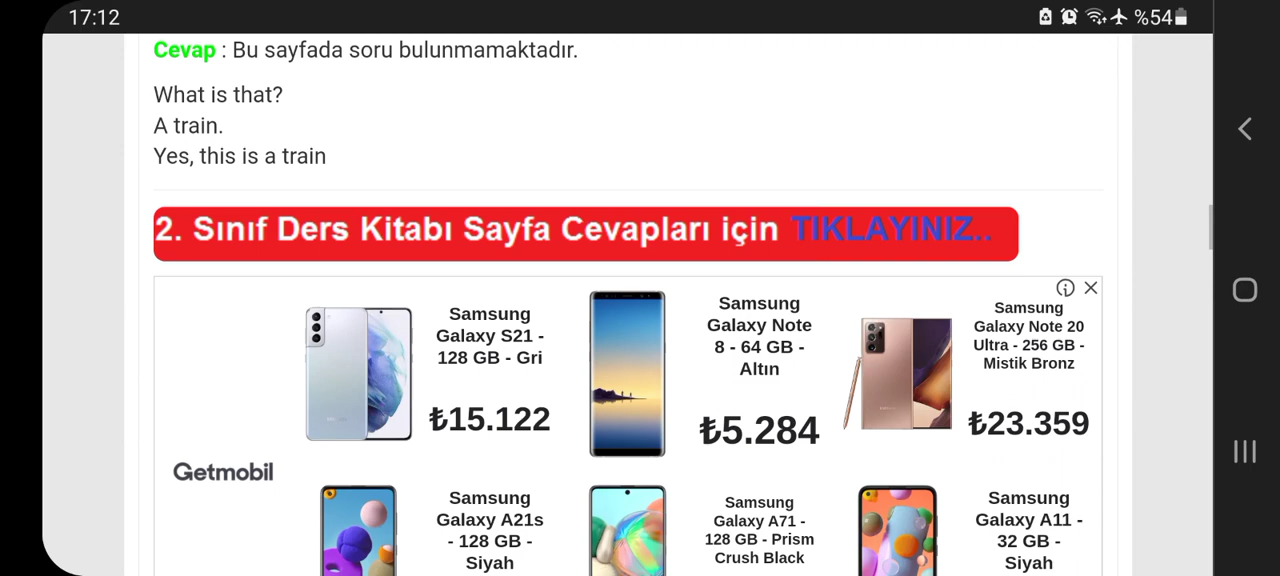 17:12
%54
Cevap : Bu sayfada soru bulunmamaktadır.
What is that?
A train.
Yes, this is a train
2. Sınıf Ders Kitabı Sayfa Cevapları için TIKLAYINIZ..
Samsung
Galaxy S21 -
128 GB - Gri
₺15.122
Samsung
Galaxy Note
8 - 64 GB -
Altın
₺5.284
Samsung
Galaxy Note 20
Ultra - 256 GB -
Mistik Bronz
₺23.359
Getmobil
Samsung
Galaxy A21s
- 128 GB -
Siyah
Samsung
Galaxy A71 -
128 GB - Prism
Crush Black
Samsung
Galaxy A11 -
32 GB -
Siyah